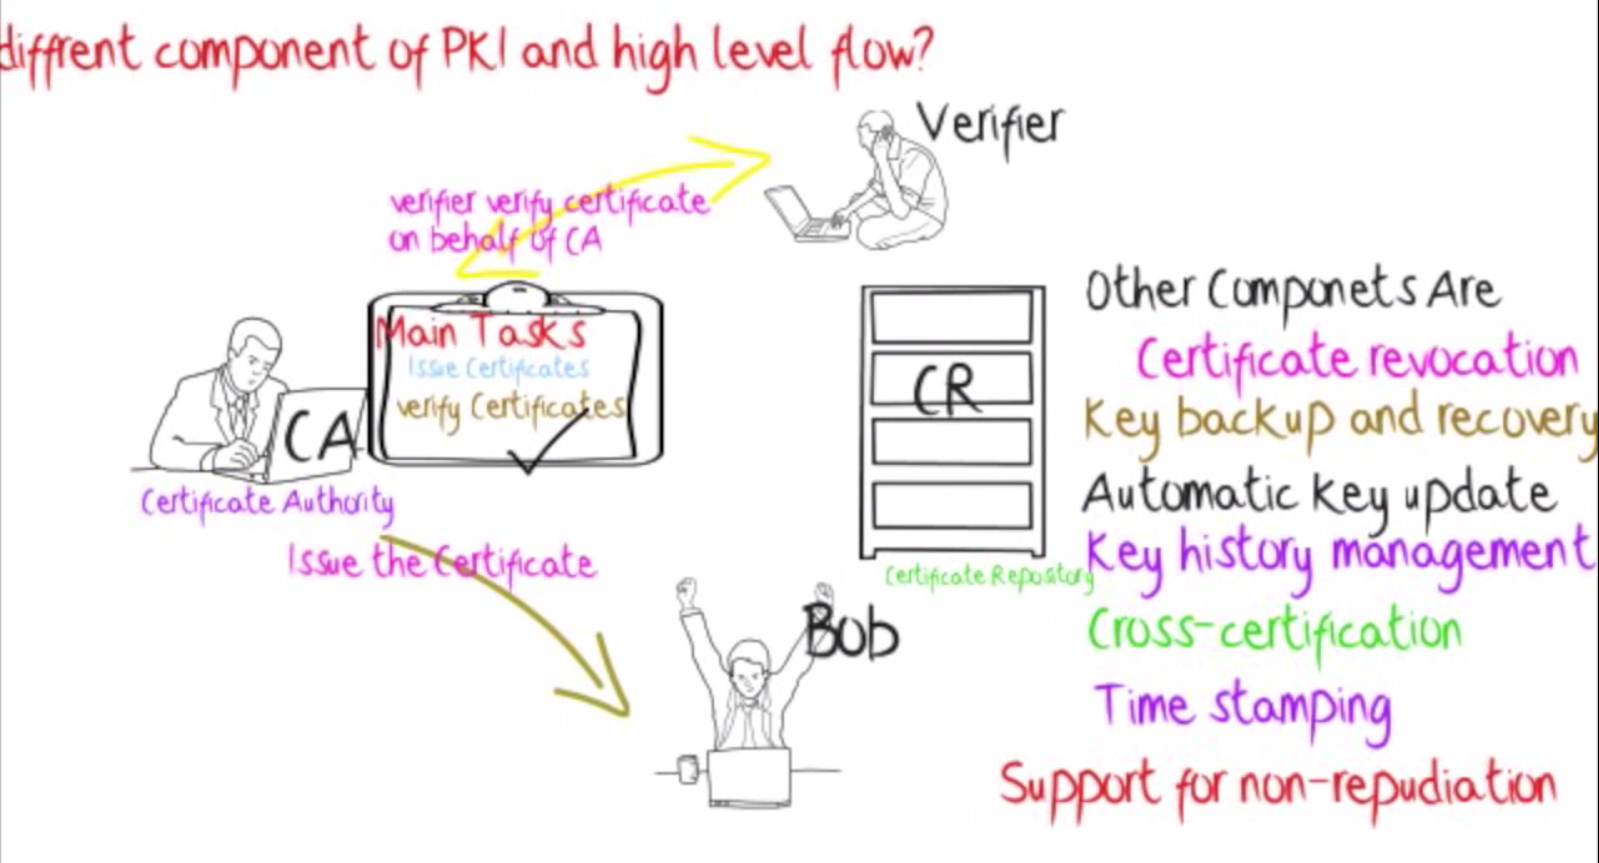 diffrent component of PKI and high level flow?
Verifier
verifier verify certificate
on behalf of CA
Main Tasks
Issue Certificates
verify Certificates
CA
Certificate Authority
Issue the Certificate
CR
Certificate Repository
Bob
Other Componets Are
Certificate revocation
Key backup and recovery
Automatic key update
Key history management
Cross-certification
Time stamping
Support for non-repudiation